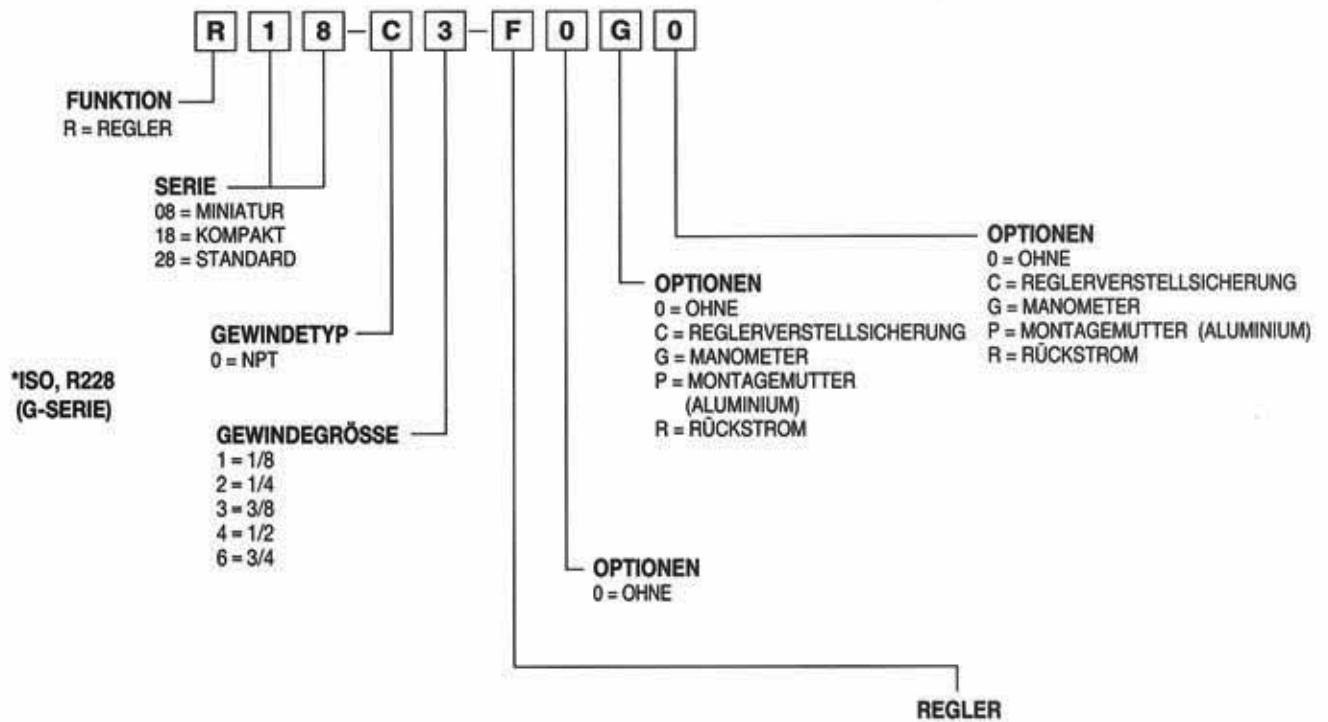 R 1 8 - C 3 - F 0 G 0
FUNKTION
R = REGLER
SERIE
08 = MINIATUR
18 = KOMPAKT
28 = STANDARD
GEWINDETYP
0 = NPT
*ISO, R228
(G-SERIE)
GEWINDEGRÖSSE
1 = 1/8
2 = 1/4
3 = 3/8
4 = 1/2
6 = 3/4
OPTIONEN
0 = OHNE
OPTIONEN
0 = OHNE
C = REGLERVERSTELLSICHERUNG
G = MANOMETER
P = MONTAGEMUTTER
(ALUMINIUM)
R = RÜCKSTROM
OPTIONEN
0 = OHNE
C = REGLERVERSTELLSICHERUNG
G = MANOMETER
P = MONTAGEMUTTER (ALUMINIUM)
R = RÜCKSTROM
REGLER